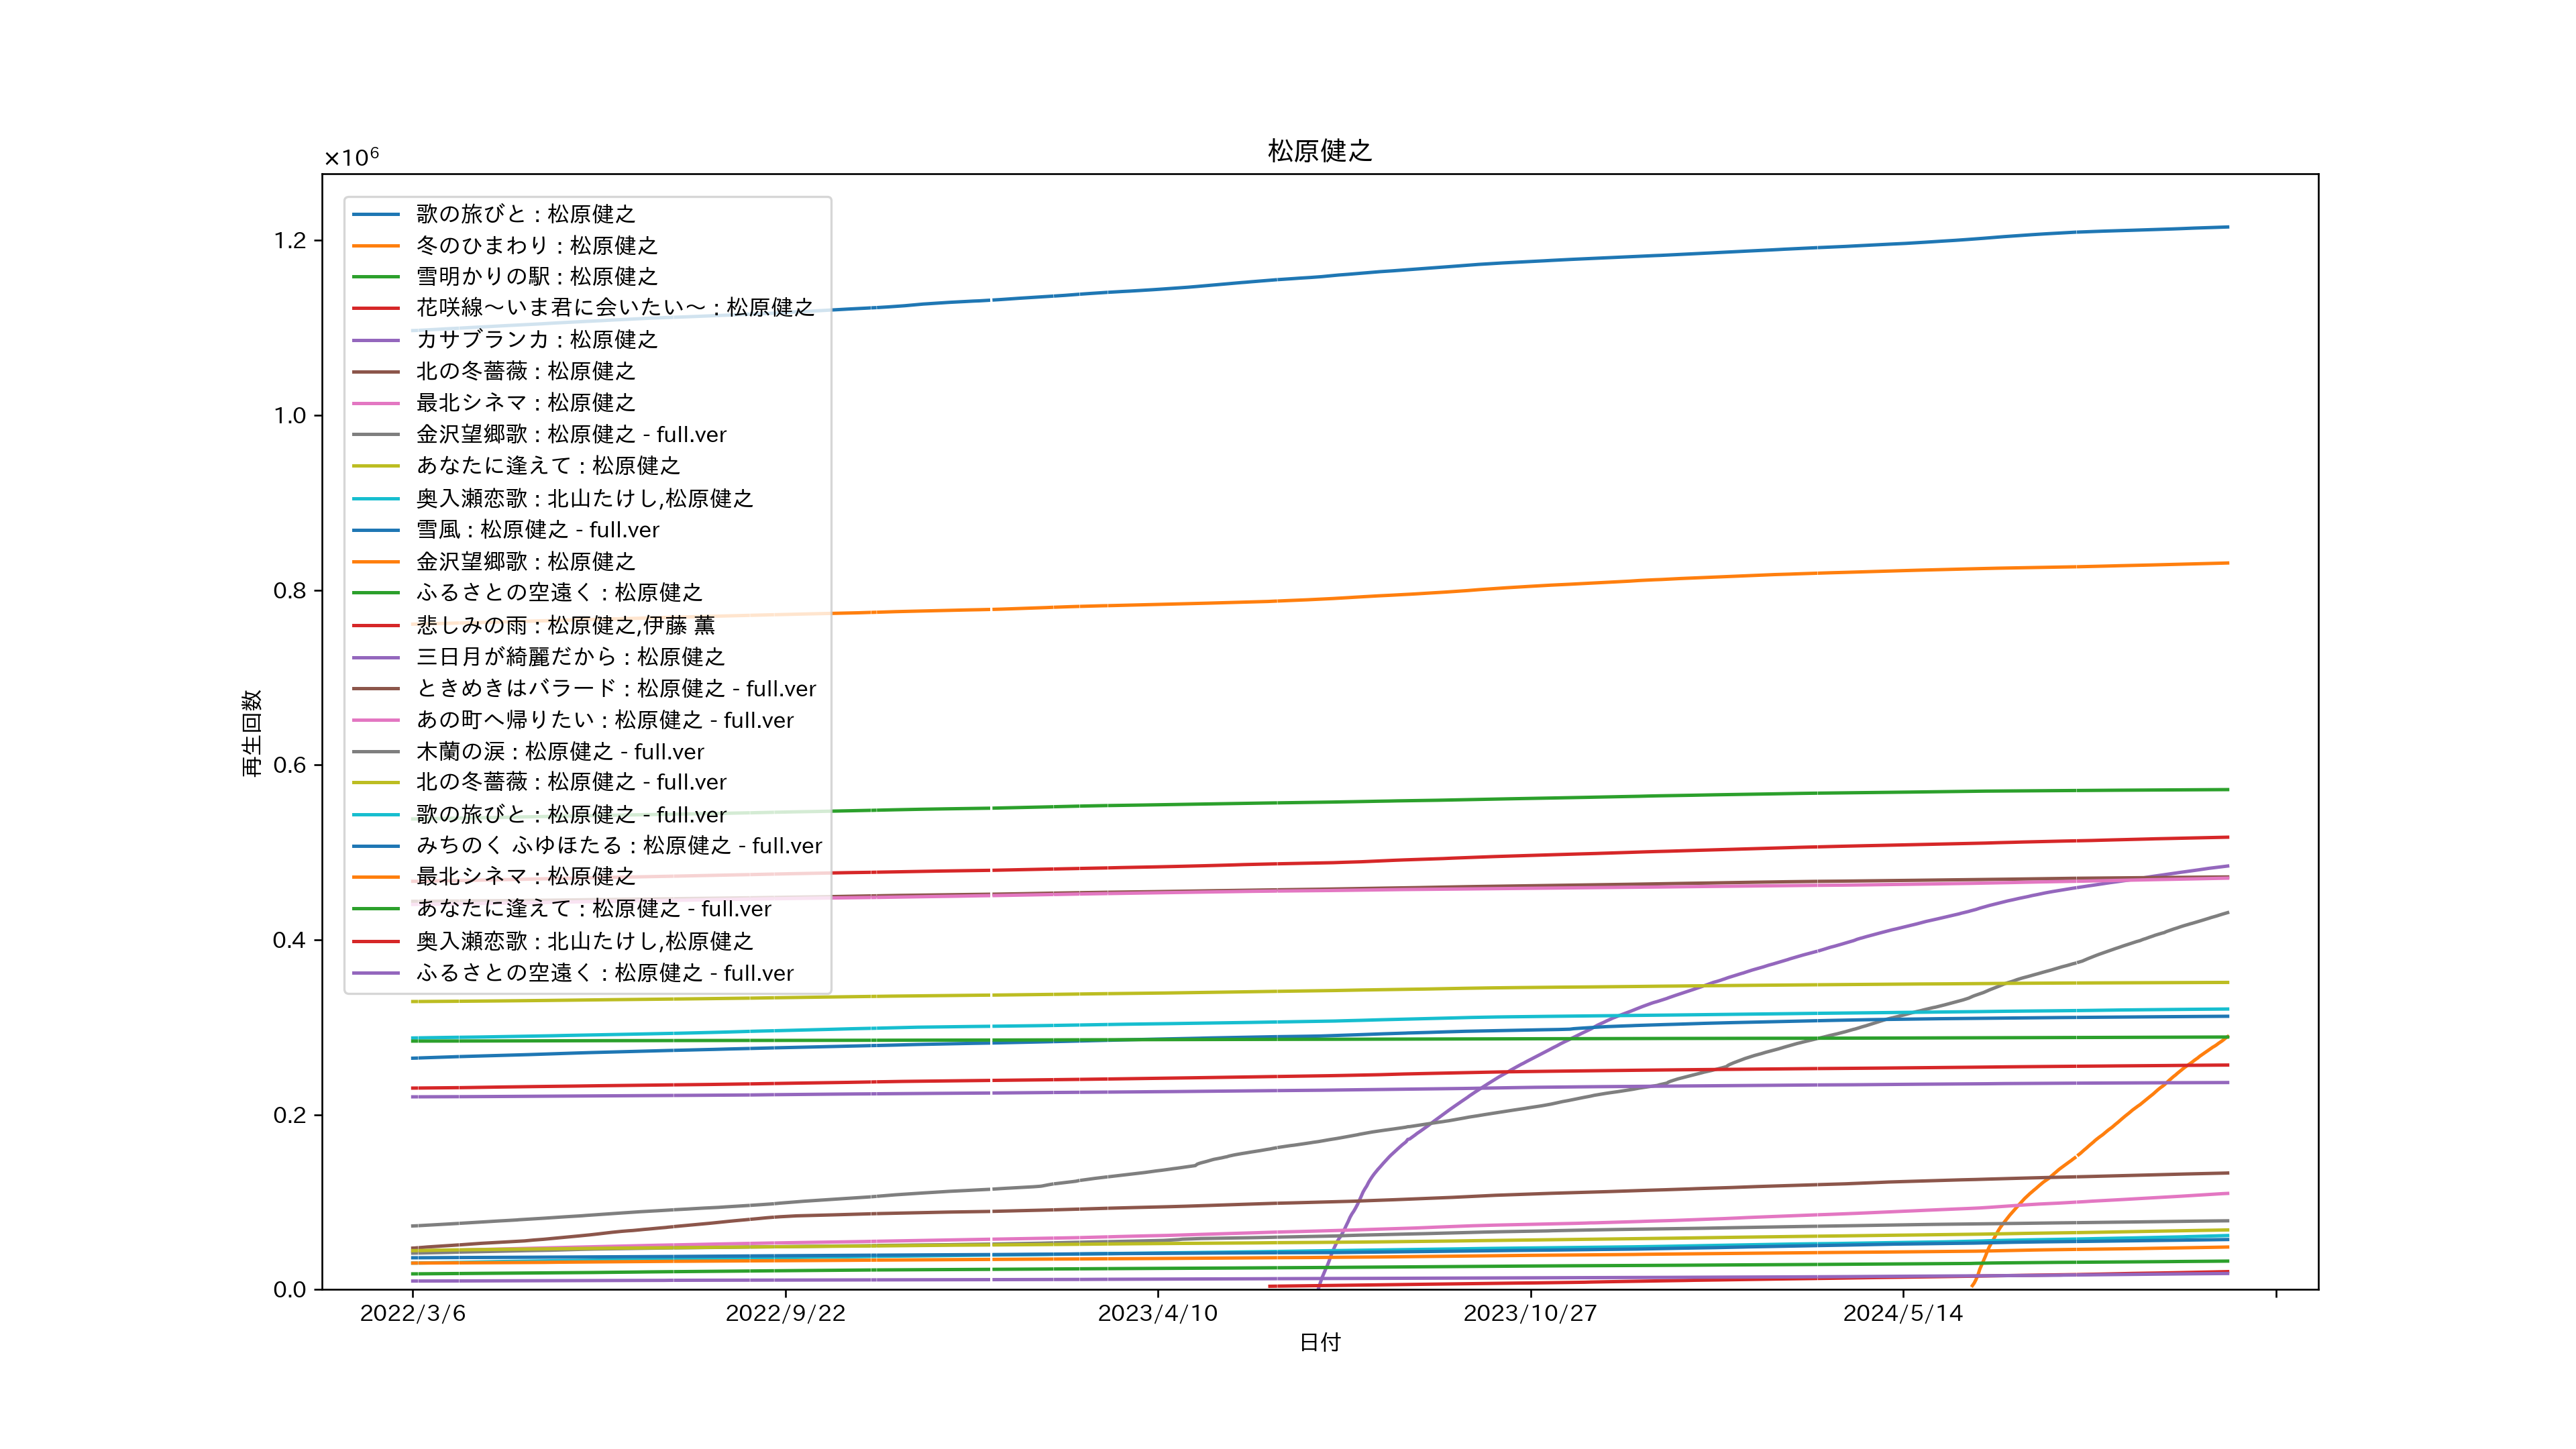 松原健之
×10⁶
1.2
1.0
0.8
0.6
0.4
0.2
0.0
再生回数
歌の旅びと : 松原健之
冬のひまわり : 松原健之
雪明かりの駅 : 松原健之
花咲線～いま君に会いたい～ : 松原健之
カサブランカ : 松原健之
北の冬薔薇 : 松原健之
最北シネマ : 松原健之
金沢望郷歌 : 松原健之 - full.ver
あなたに逢えて : 松原健之
奥入瀬恋歌 : 北山たけし,松原健之
雪風 : 松原健之 - full.ver
金沢望郷歌 : 松原健之
ふるさとの空遠く : 松原健之
悲しみの雨 : 松原健之,伊藤 薫
三日月が綺麗だから : 松原健之
ときめきはバラード : 松原健之 - full.ver
あの町へ帰りたい : 松原健之 - full.ver
木蘭の涙 : 松原健之 - full.ver
北の冬薔薇 : 松原健之 - full.ver
歌の旅びと : 松原健之 - full.ver
みちのく ふゆほたる : 松原健之 - full.ver
最北シネマ : 松原健之
あなたに逢えて : 松原健之 - full.ver
奥入瀬恋歌 : 北山たけし,松原健之
ふるさとの空遠く : 松原健之 - full.ver
2022/3/6
2022/9/22
2023/4/10
2023/10/27
2024/5/14
日付